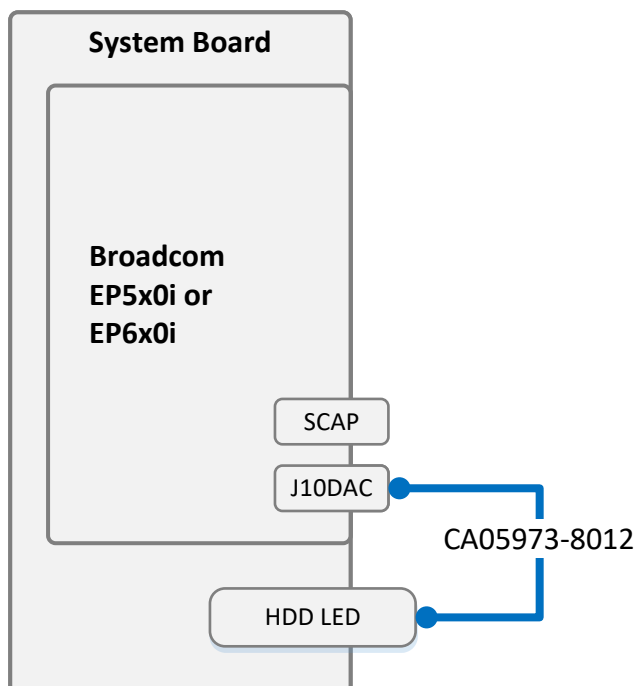 System Board
Broadcom
EP5x0i or
EP6x0i
SCAP
J10DAC
CA05973-8012
HDD LED